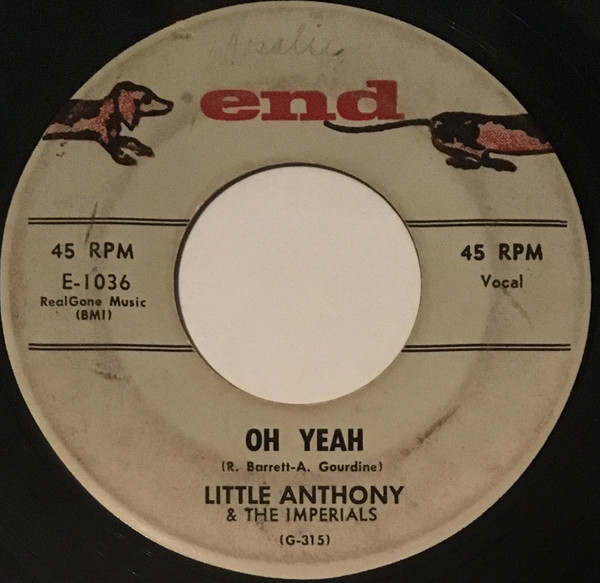 Rosalie
end
45 RPM
E-1036
RealGone Music
(BMI)
45 RPM
Vocal
OH YEAH
(R. Barrett-A. Gourdine)
LITTLE ANTHONY
& THE IMPERIALS
(G-315)